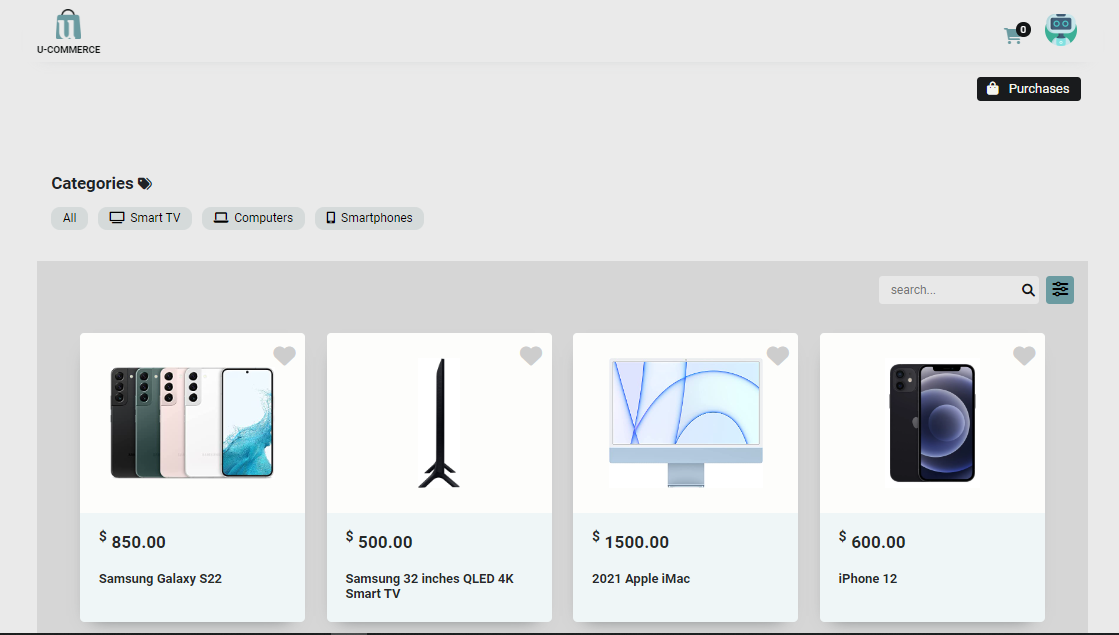 U-COMMERCE
0
Purchases
Categories
All
Smart TV
Computers
Smartphones
search...
$ 850.00
Samsung Galaxy S22
$ 500.00
Samsung 32 inches QLED 4K
Smart TV
$ 1500.00
2021 Apple iMac
$ 600.00
iPhone 12